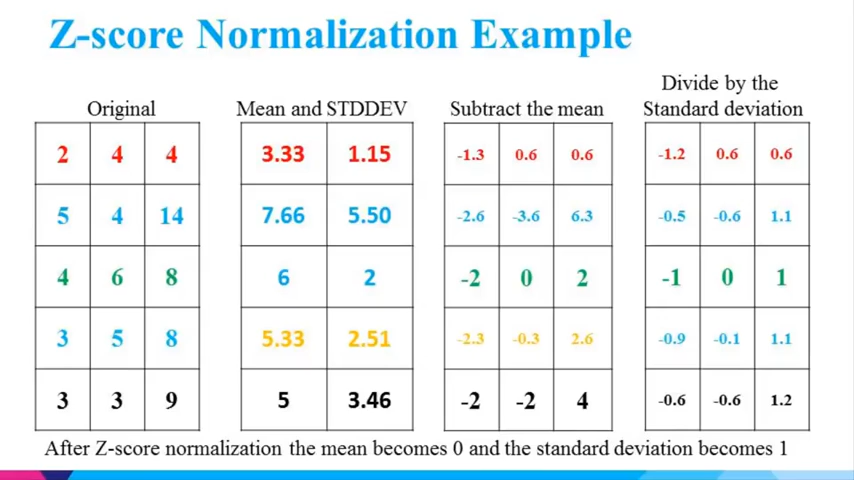 Z-score Normalization Example
Original
Mean and STDDEV
Subtract the mean
Divide by the
Standard deviation
2 4 4 3.33 1.15 -1.3 0.6 0.6 -1.2 0.6 0.6
5 4 14 7.66 5.50 -2.6 -3.6 6.3 -0.5 -0.6 1.1
4 6 8 6 2 -2 0 2 -1 0 1
3 5 8 5.33 2.51 -2.3 -0.3 2.6 -0.9 -0.1 1.1
3 3 9 5 3.46 -2 -2 4 -0.6 -0.6 1.2
After Z-score normalization the mean becomes 0 and the standard deviation becomes 1